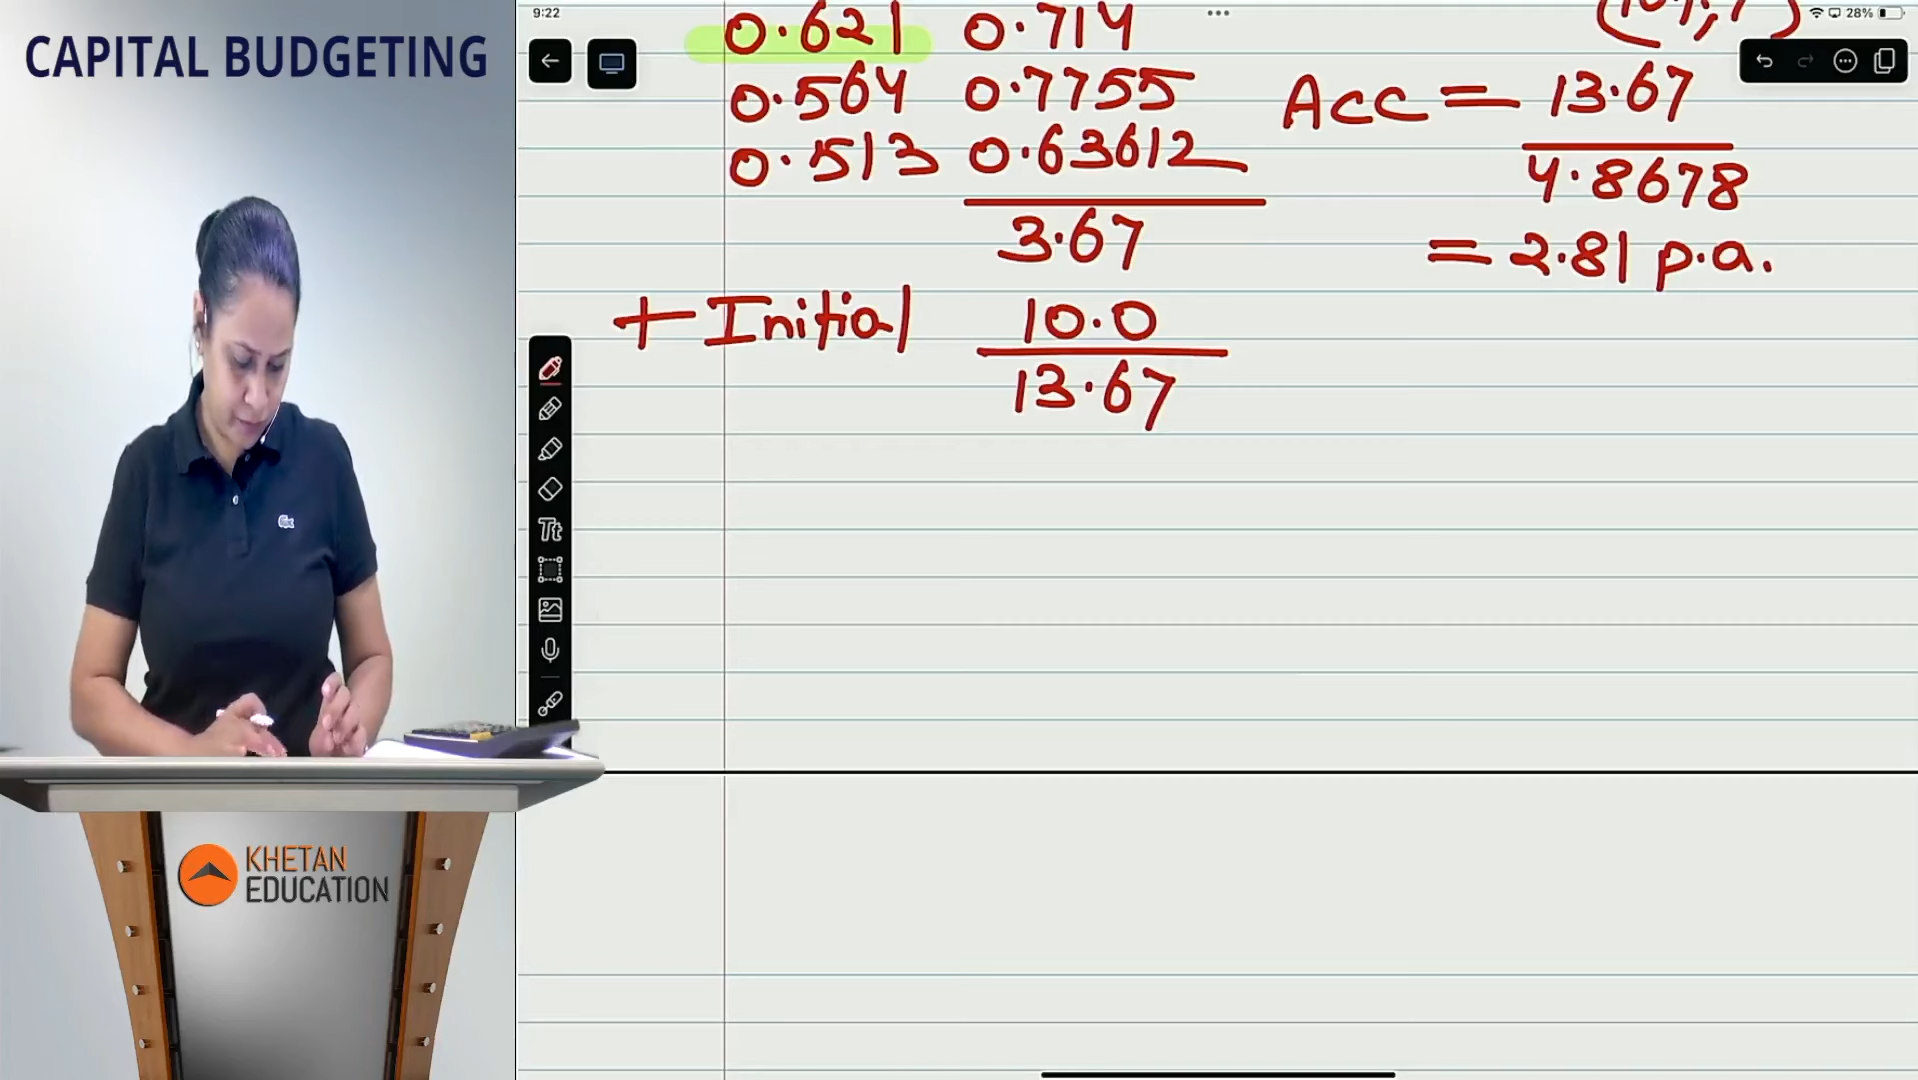 CAPITAL BUDGETING
9:22
28%
0.621 0.714
0.564 0.7755
0.513 0.63612
3.67
+ Initial 10.0
13.67
Acc = 13.67
4.8678
= 2.81 p.a.
Tt
KHETAN
EDUCATION